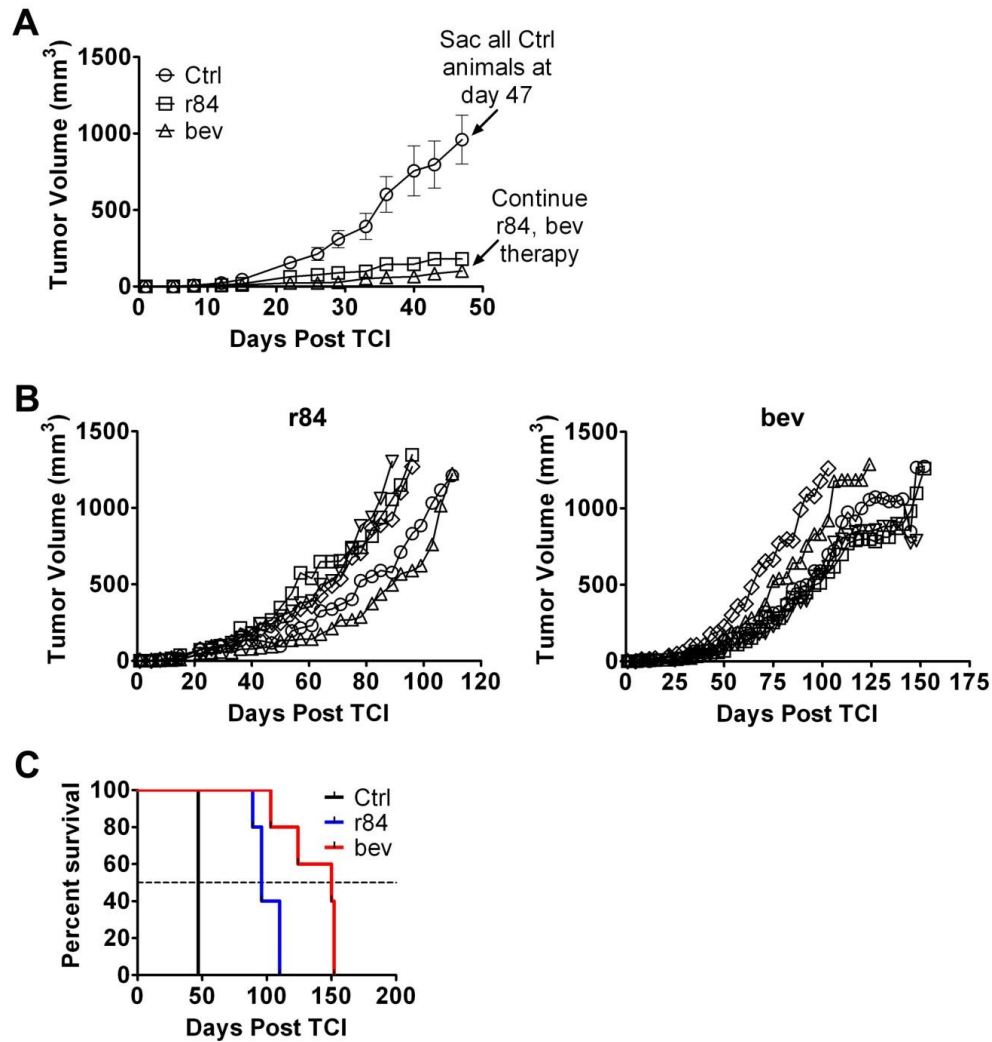 A
Tumor Volume (mm³)
1500
1000
500
0
Ctrl
r84
bev
Sac all Ctrl
animals at
day 47
Continue
r84, bev
therapy
0 10 20 30 40 50
Days Post TCI
B
r84
Tumor Volume (mm³)
1500
1000
500
0
0 20 40 60 80 100 120
Days Post TCI
bev
Tumor Volume (mm³)
1500
1000
500
0
0 25 50 75 100 125 150 175
Days Post TCI
C
Percent survival
100
80
60
40
20
0
Ctrl
r84
bev
0 50 100 150 200
Days Post TCI